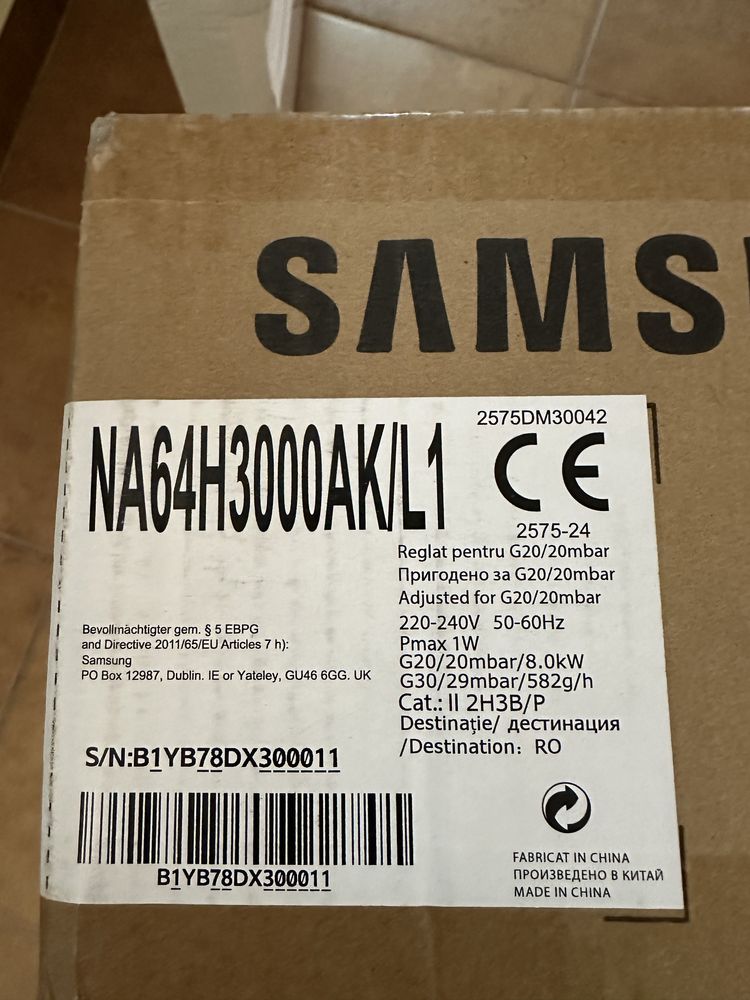 SAMS
2575DM30042
NA64H3000AK/L1
CE
2575-24
Reglat pentru G20/20mbar
Пригодено за G20/20mbar
Adjusted for G20/20mbar
220-240V 50-60Hz
Pmax 1W
G20/20mbar/8.0kW
G30/29mbar/582g/h
Cat.: II 2H3B/P
Destinație/ дестинация
/Destination: RO
Bevollmächtigter gem. § 5 EBPG
and Directive 2011/65/EU Articles 7 h):
Samsung
PO Box 12987, Dublin. IE or Yateley, GU46 6GG. UK
S/N:B1YB78DX300011
B1YB78DX300011
FABRICAT IN CHINA
ПРОИЗВЕДЕНО В КИТАЙ
MADE IN CHINA